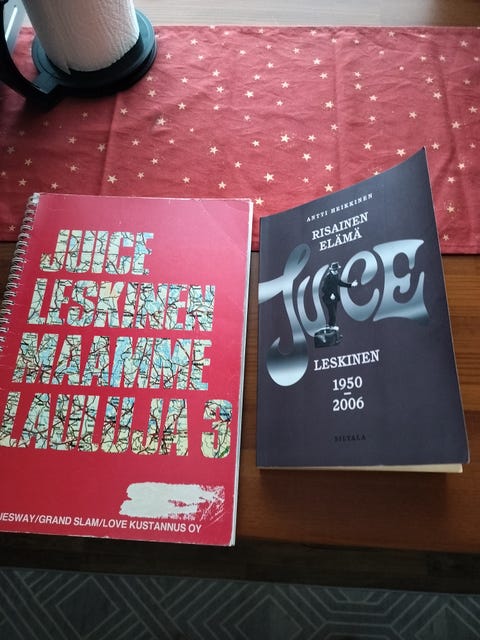 JUICE
LESKINEN
MAAMME
LAULUJA 3
UESWAY/GRAND SLAM/LOVE KUSTANNUS OY
ANTTI HEIKKINEN
RISAINEN
ELÄMÄ
JUICE
LESKINEN
1950
–
2006
SILTALA